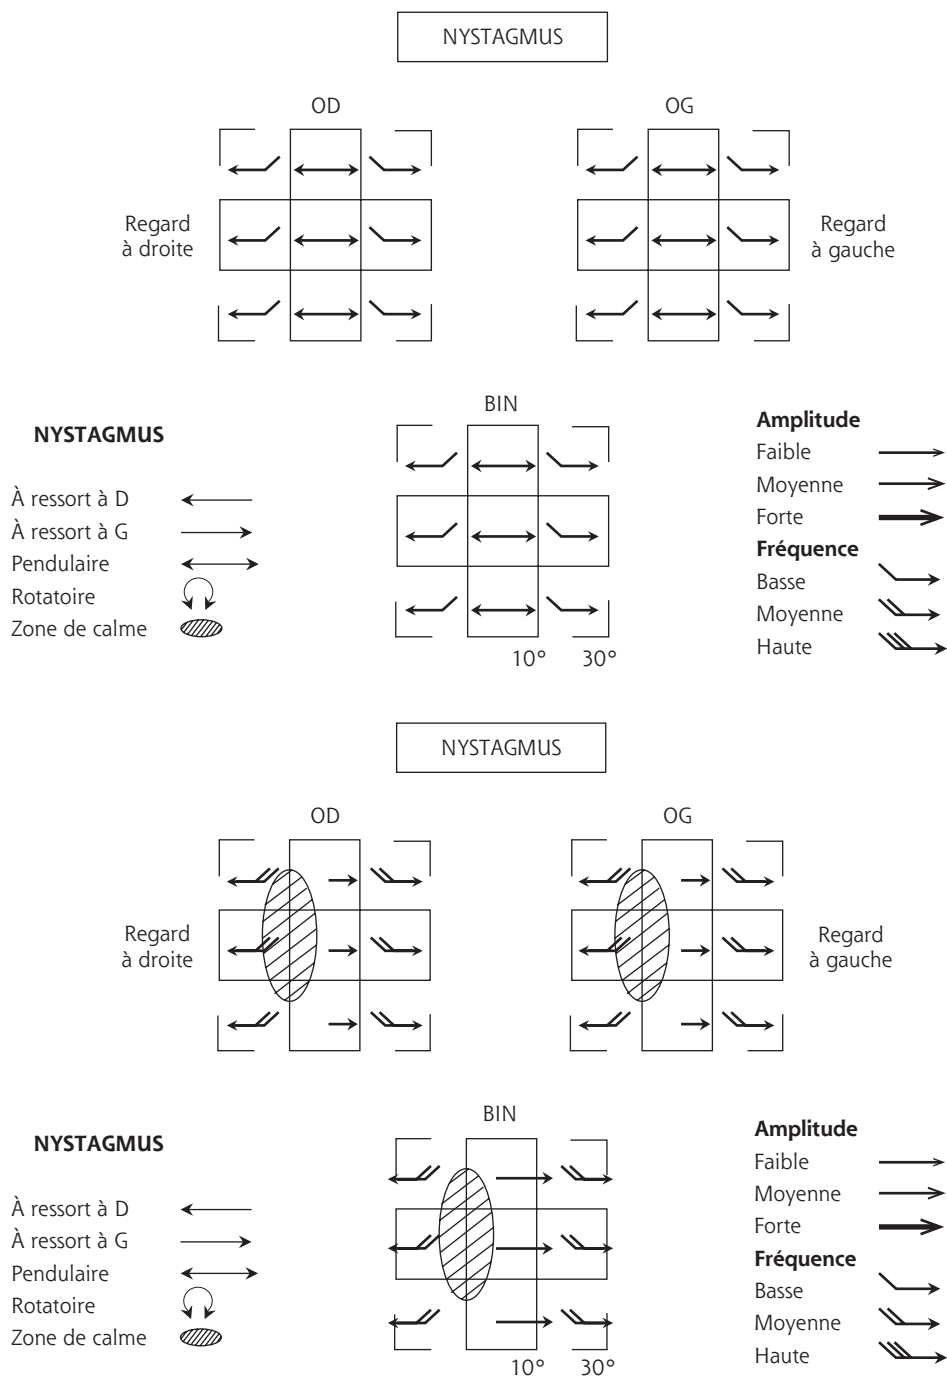 NYSTAGMUS
OD
OG
Regard
à droite
Regard
à gauche
BIN
10°
30°
NYSTAGMUS
À ressort à D
À ressort à G
Pendulaire
Rotatoire
Zone de calme
Amplitude
Faible
Moyenne
Forte
Fréquence
Basse
Moyenne
Haute
NYSTAGMUS
OD
OG
Regard
à droite
Regard
à gauche
BIN
10°
30°
NYSTAGMUS
À ressort à D
À ressort à G
Pendulaire
Rotatoire
Zone de calme
Amplitude
Faible
Moyenne
Forte
Fréquence
Basse
Moyenne
Haute